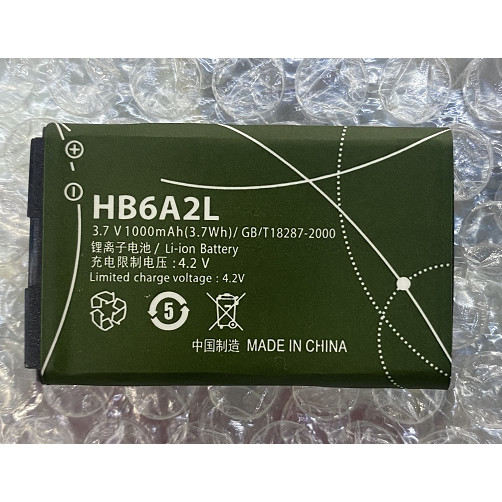 HB6A2L
3.7 V 1000mAh(3.7Wh)/ GB/T18287-2000
锂离子电池/ Li-ion Battery
充电限制电压:4.2 V
Limited charge voltage : 4.2V
5
中国制造 MADE IN CHINA